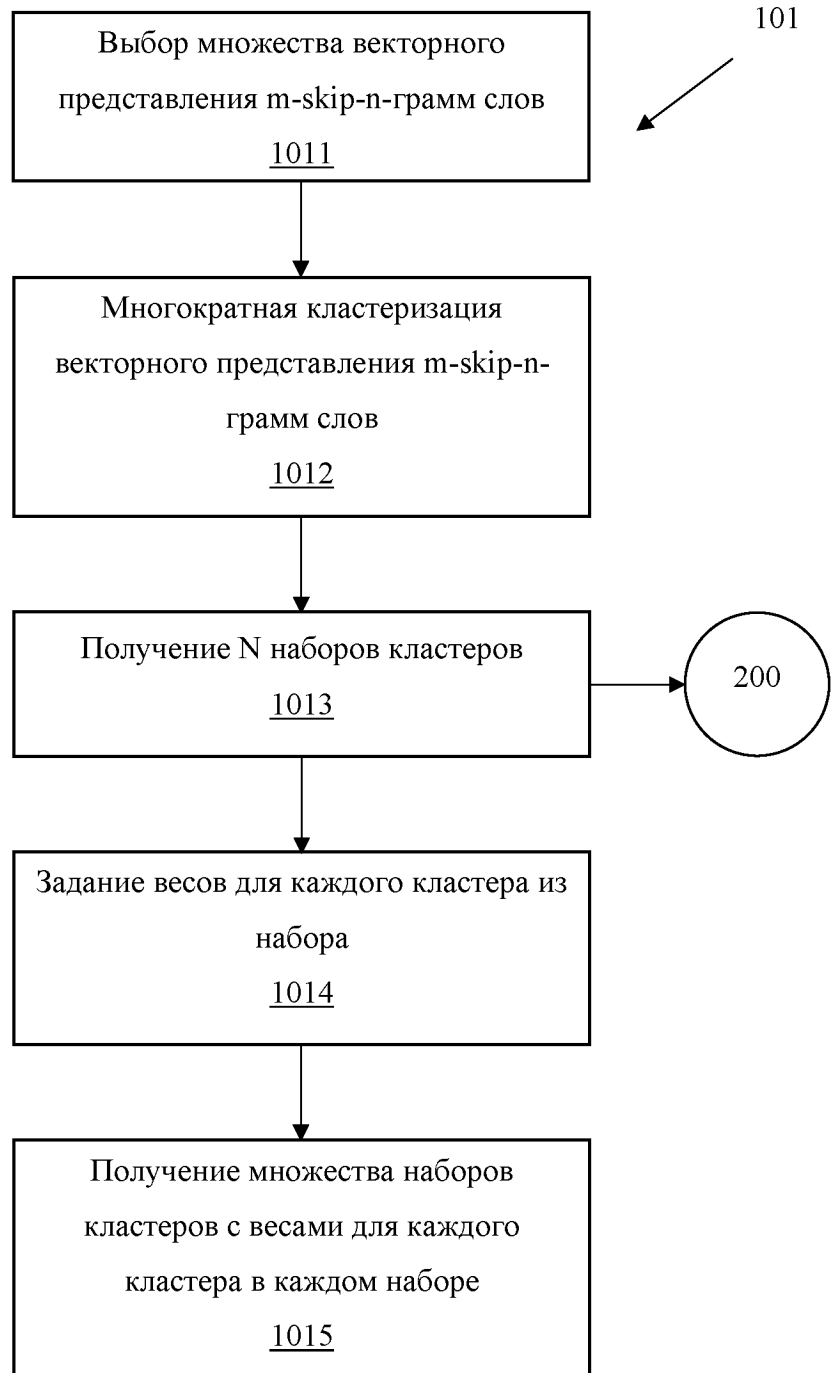 101
Выбор множества векторного
представления m-skip-n-грамм слов
1011
Многократная кластеризация
векторного представления m-skip-n-
грамм слов
1012
Получение N наборов кластеров
1013
200
Задание весов для каждого кластера из
набора
1014
Получение множества наборов
кластеров с весами для каждого
кластера в каждом наборе
1015